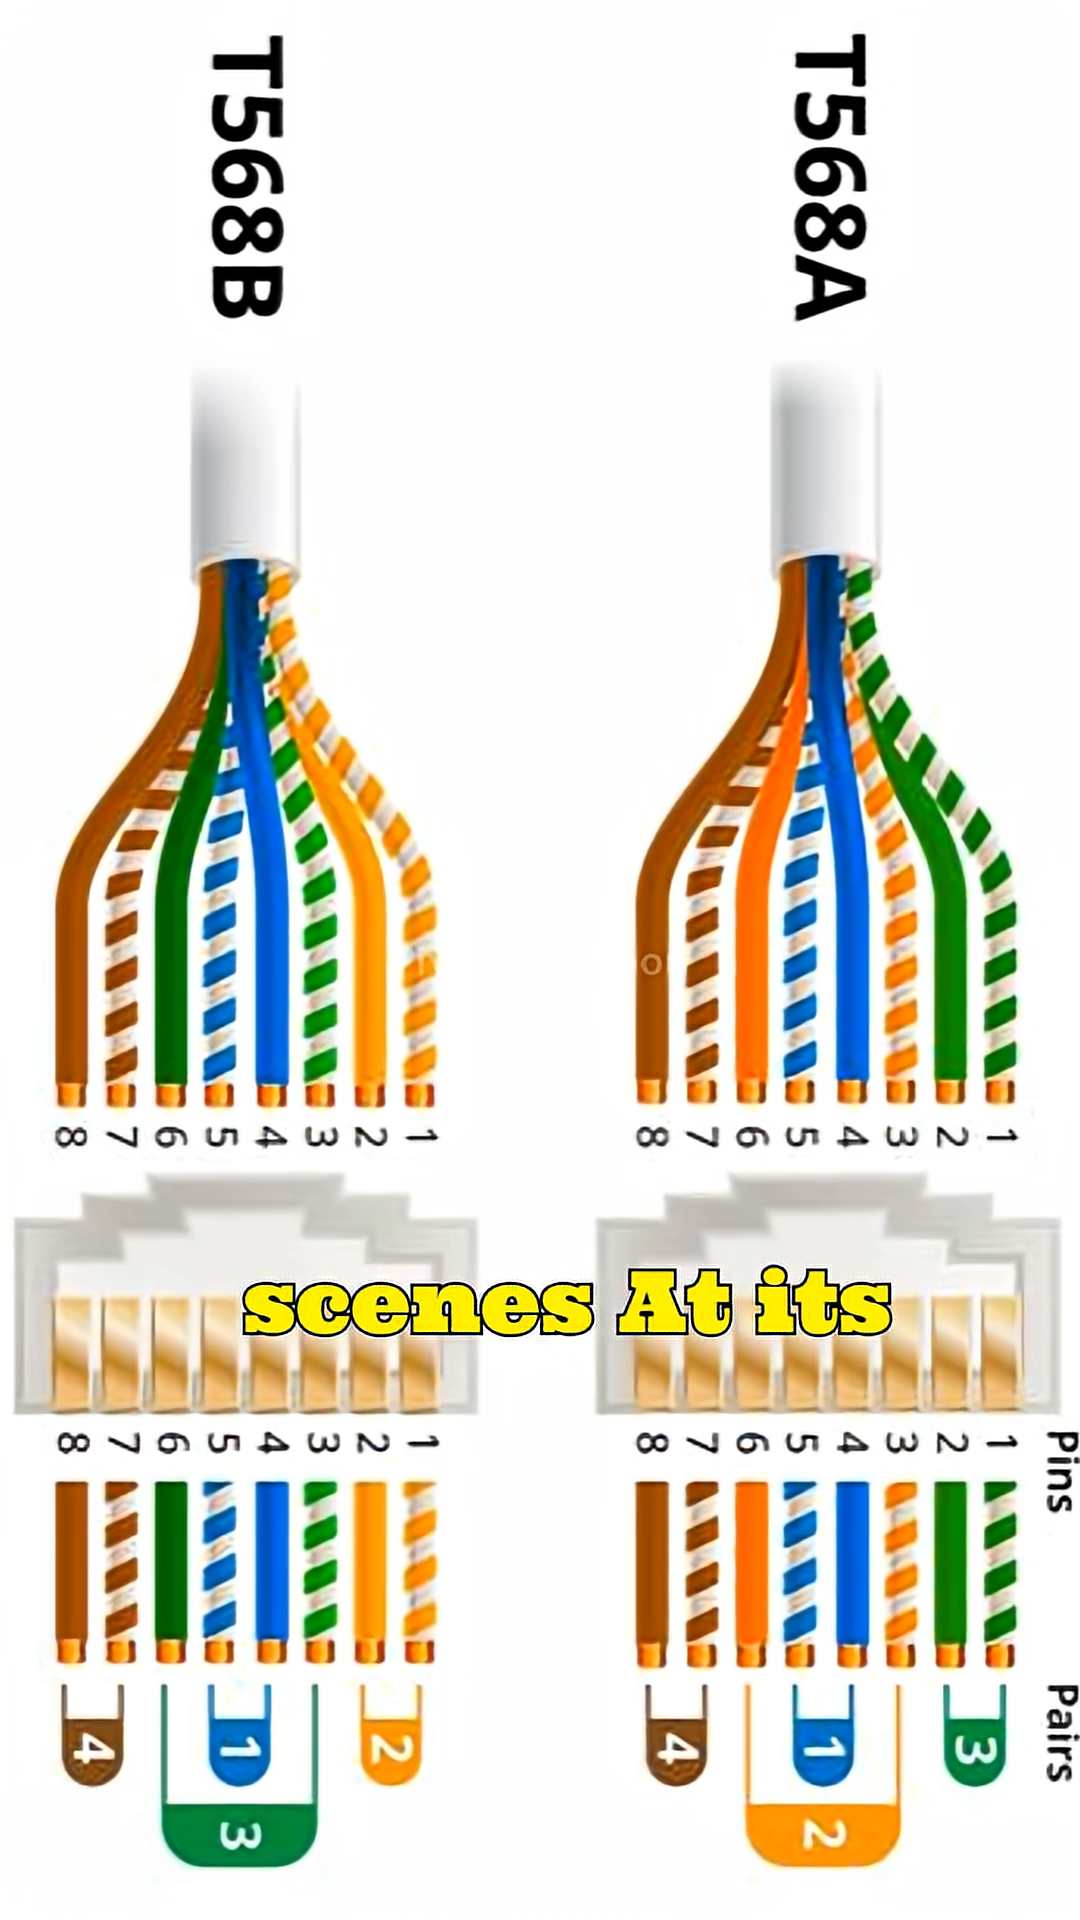 T568B
T568A
8 7 6 5 4 3 2 1
8 7 6 5 4 3 2 1
scenes At its
8 7 6 5 4 3 2 1
8 7 6 5 4 3 2 1
Pins
4 1 2
3
4 1 3
2
Pairs